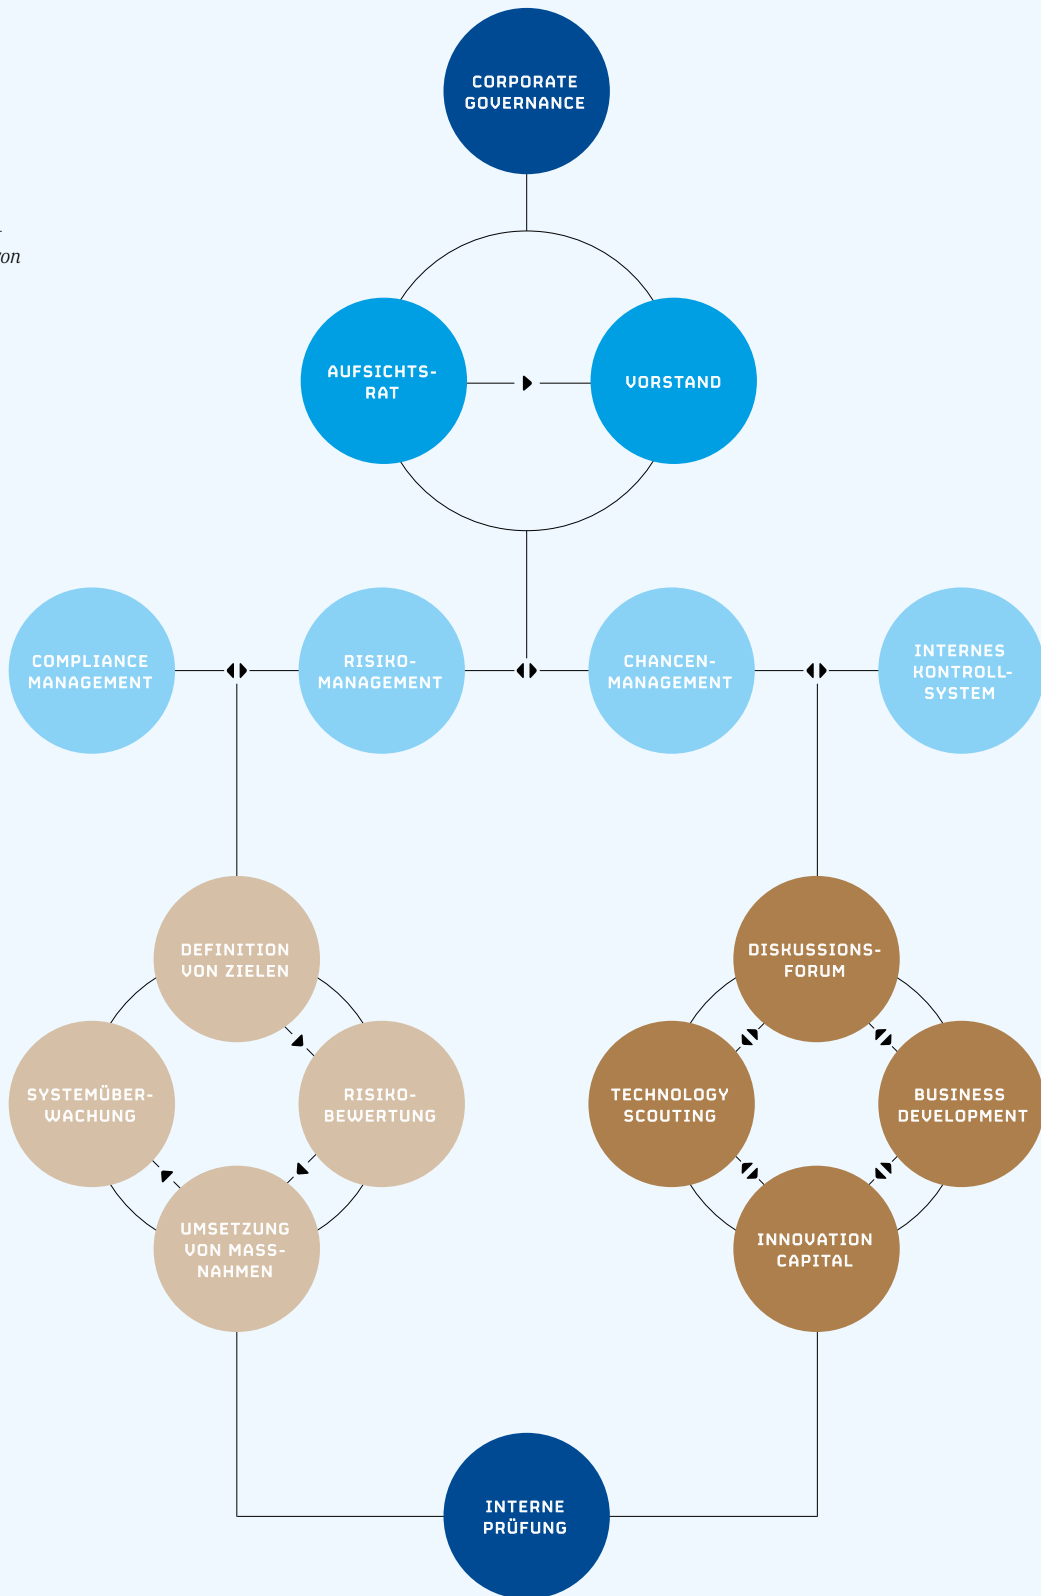 CORPORATE
GOVERNANCE
von
AUFSICHTS-
RAT
VORSTAND
COMPLIANCE
MANAGEMENT
RISIKO-
MANAGEMENT
CHANCEN-
MANAGEMENT
INTERNES
KONTROLL-
SYSTEM
DEFINITION
VON ZIELEN
SYSTEMÜBER-
WACHUNG
RISIKO-
BEWERTUNG
UMSETZUNG
VON MASS-
NAHMEN
DISKUSSIONS-
FORUM
TECHNOLOGY
SCOUTING
BUSINESS
DEVELOPMENT
INNOVATION
CAPITAL
INTERNE
PRÜFUNG